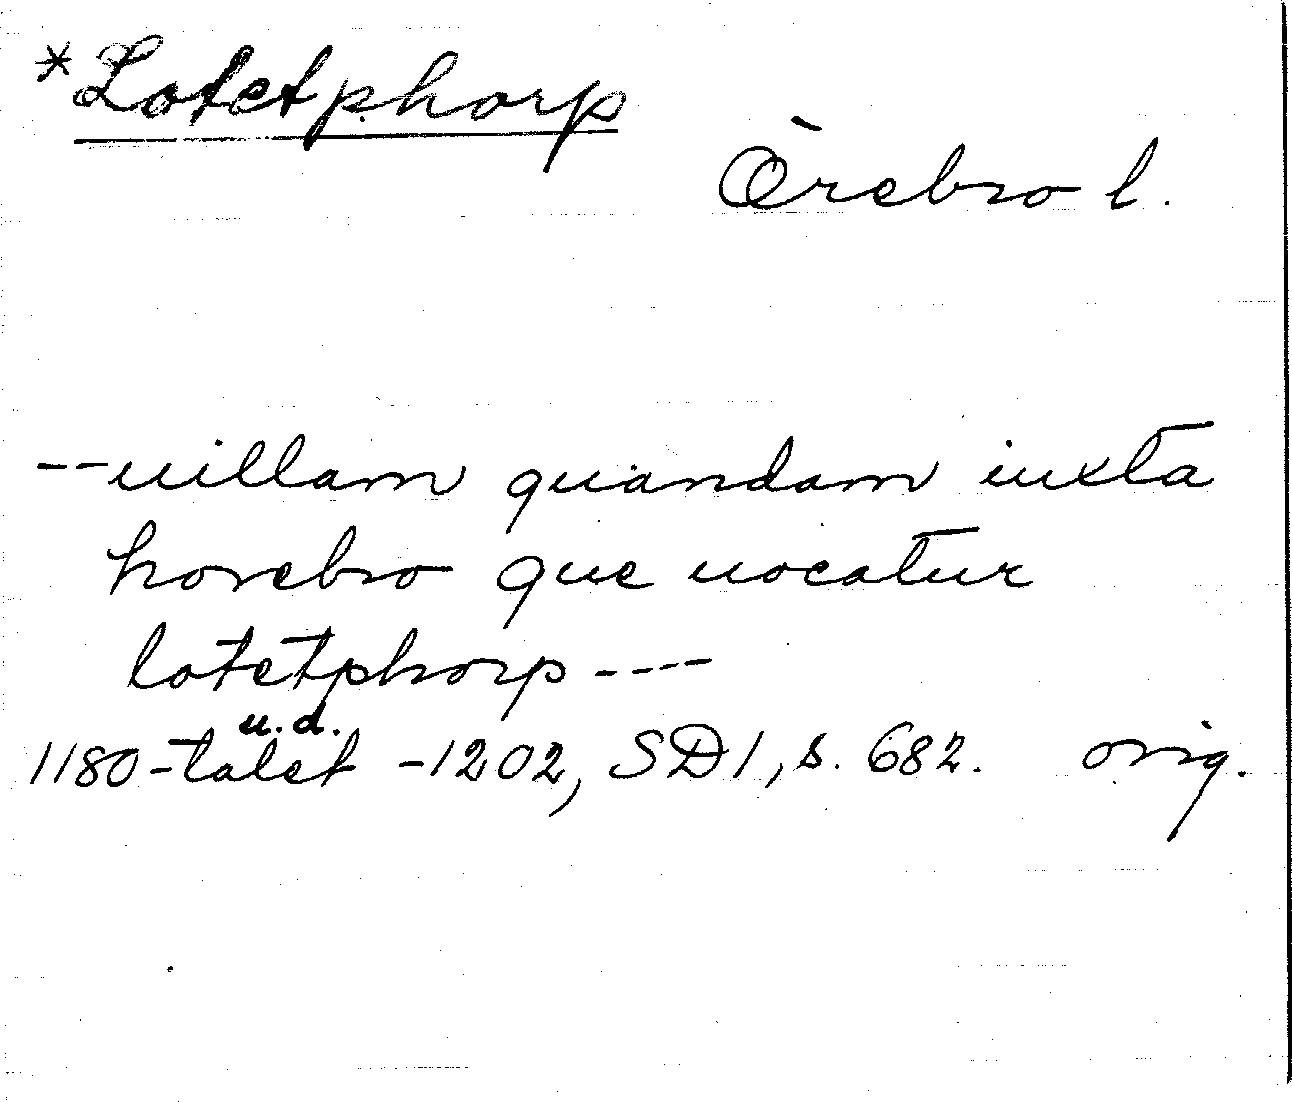 *Lotetphorp
Örebro l.
--uillam quandam iuxta
horebro que uocatur
lotetphorp----
u.d.
1180-talet -1202, SD1, s. 682. orig.